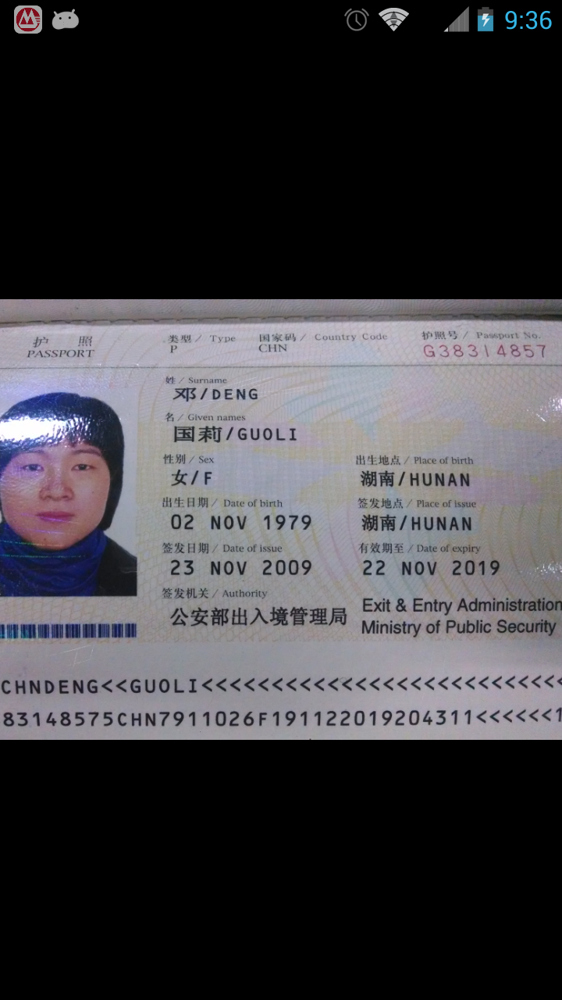 9:36
护 照 类型 / Type 国家码 / Country Code 护照号 / Passport No.
PASSPORT P CHN G38314857
姓 / Surname
邓/DENG
名 / Given names
国莉/GUOLI
性别 / Sex 出生地点 / Place of birth
女/F 湖南/HUNAN
出生日期 / Date of birth 签发地点 / Place of issue
02 NOV 1979 湖南/HUNAN
签发日期 / Date of issue 有效期至 / Date of expiry
23 NOV 2009 22 NOV 2019
签发机关 / Authority
公安部出入境管理局 Exit & Entry Administration
Ministry of Public Security
CHNDENG<<GUOLI<<<<<<<<<<<<<<<<<<<<<<<<<<
83148575CHN7911026F191122019204311<<<<<<1